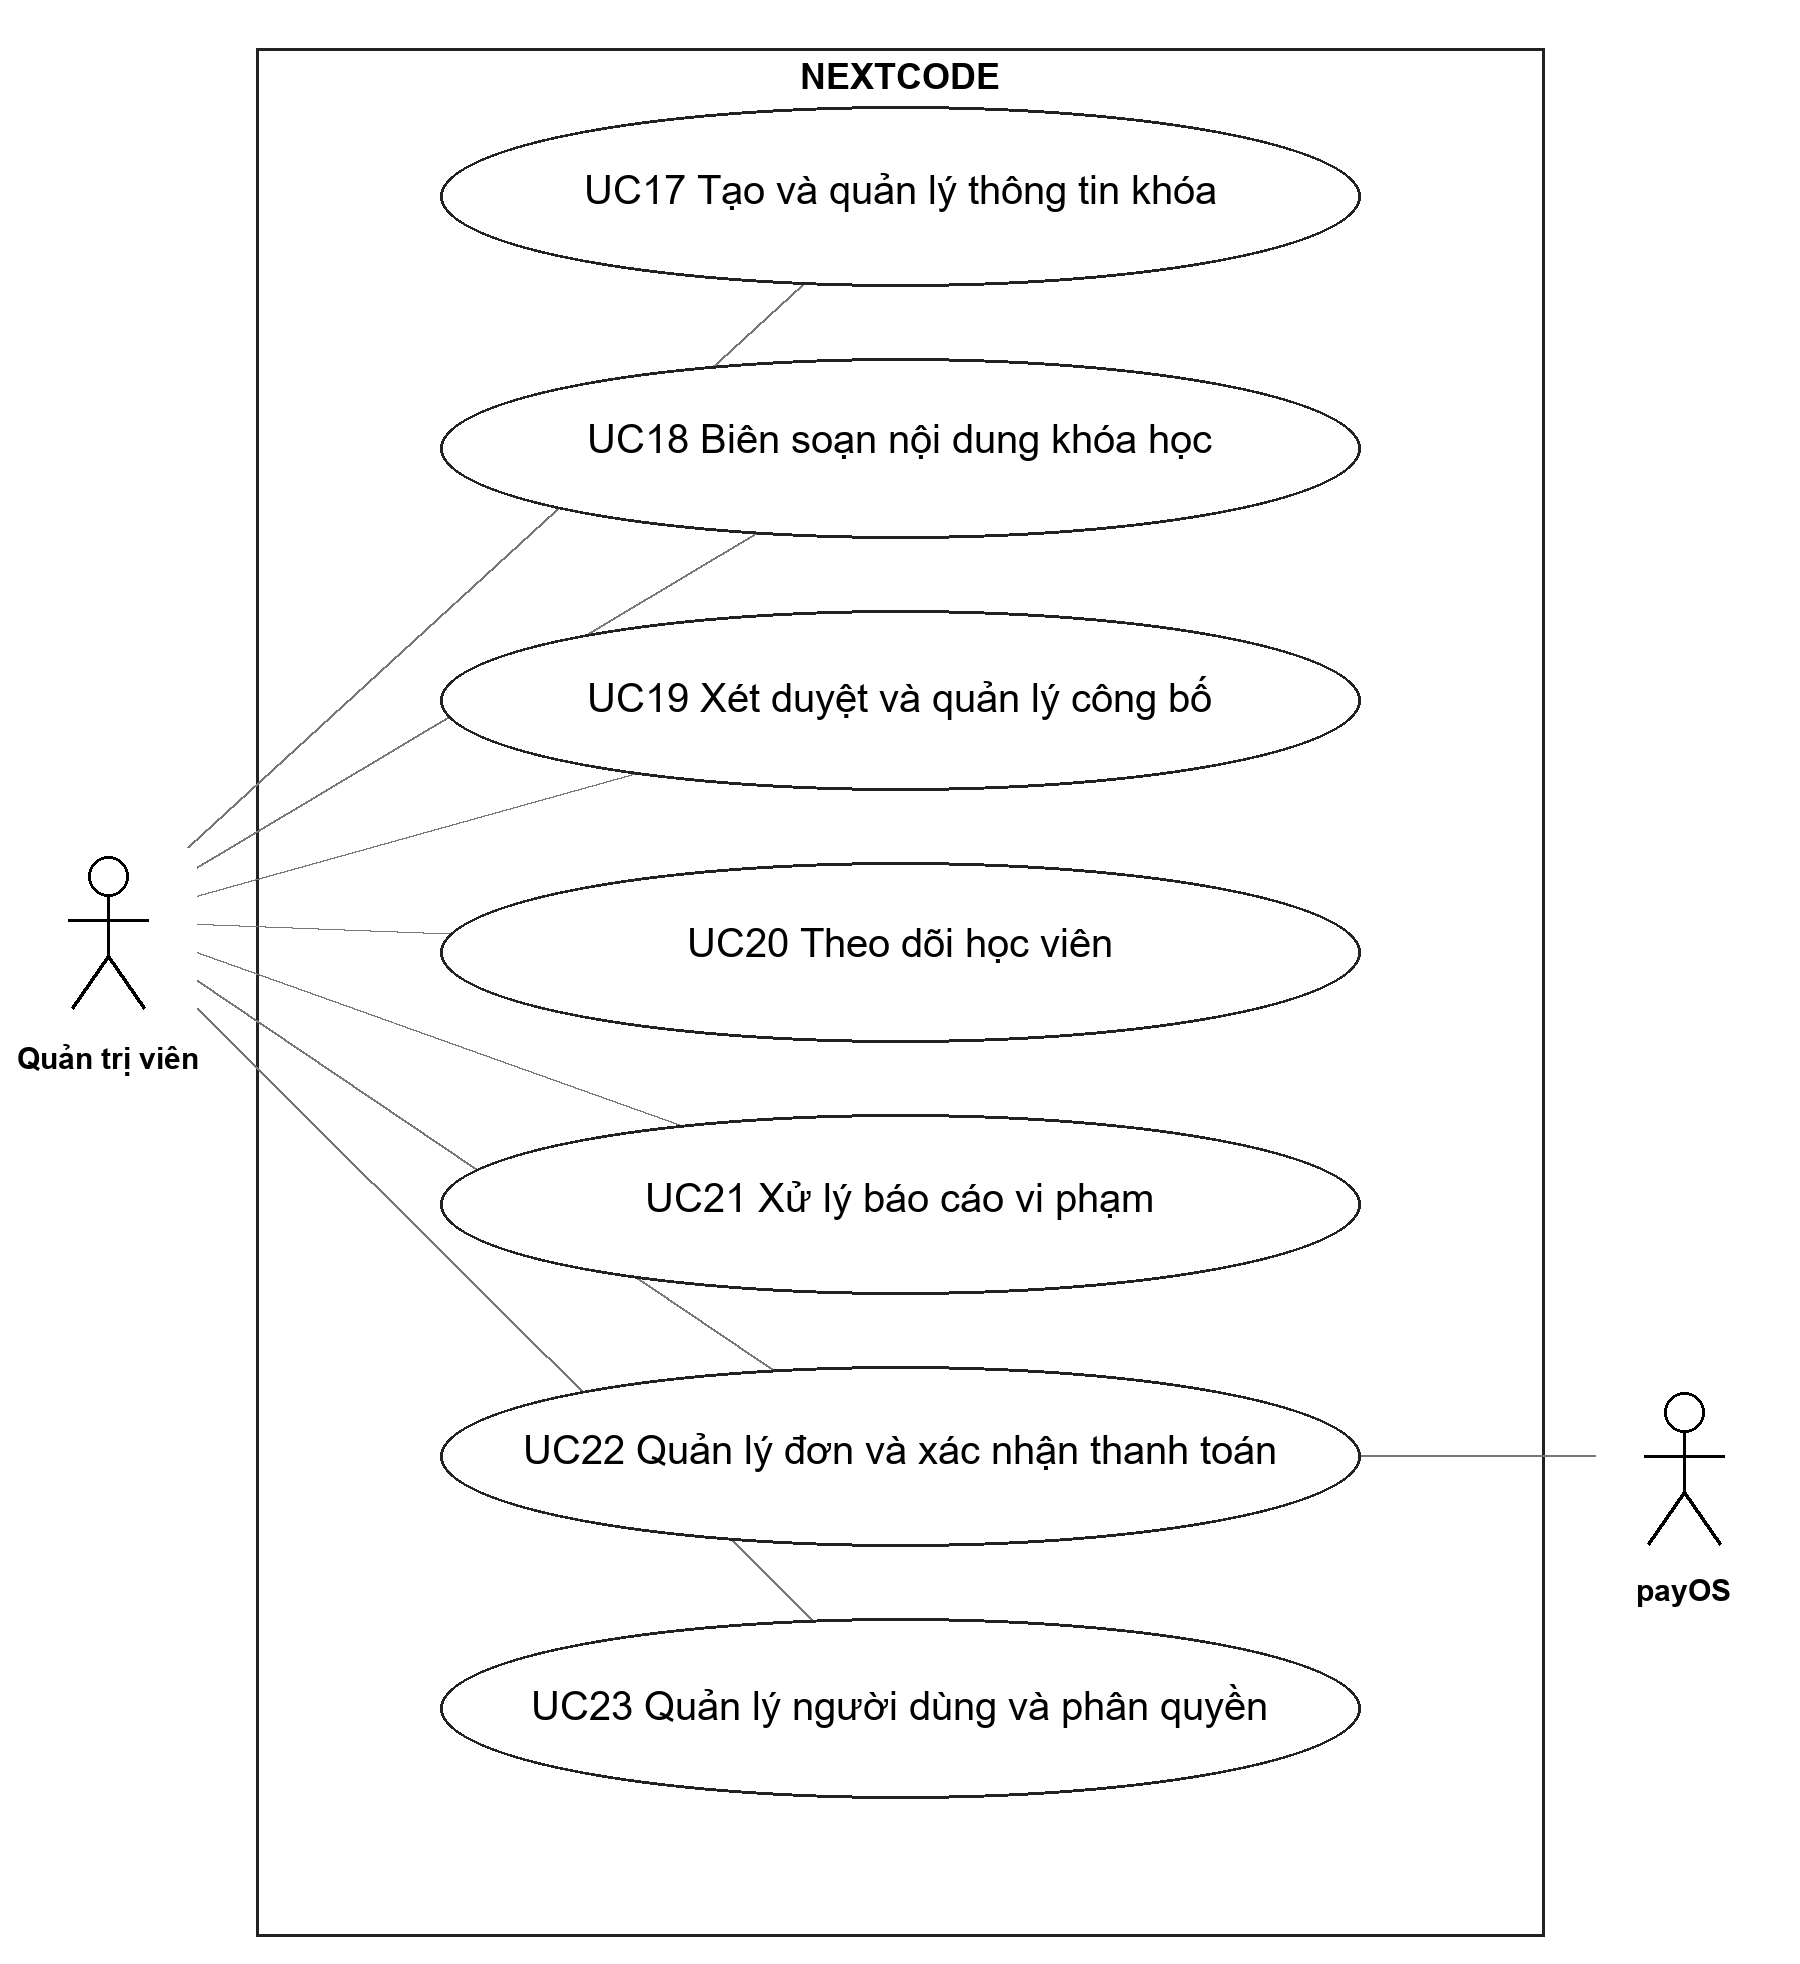 NEXTCODE
UC17 Tạo và quản lý thông tin khóa
UC18 Biên soạn nội dung khóa học
UC19 Xét duyệt và quản lý công bố
UC20 Theo dõi học viên
Quản trị viên
UC21 Xử lý báo cáo vi phạm
UC22 Quản lý đơn và xác nhận thanh toán
payOS
UC23 Quản lý người dùng và phân quyền